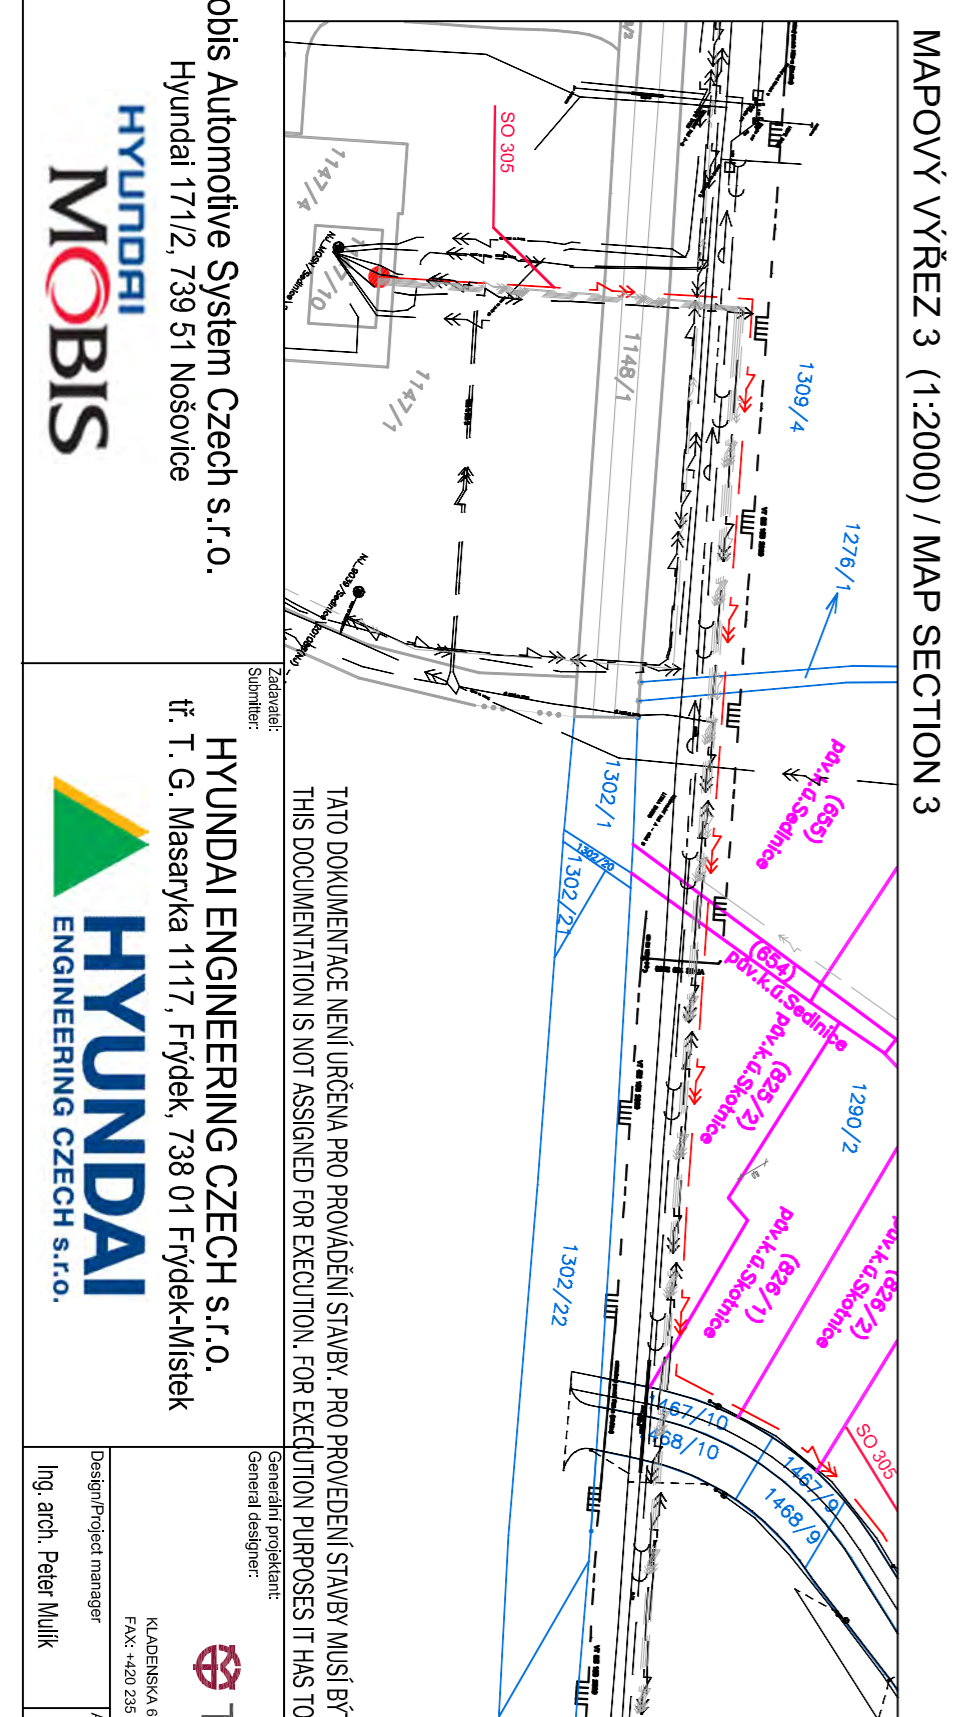 MAPOVÝ VÝŘEZ 3 (1:2000) / MAP SECTION 3
SO 305
1147/4
1147/1
1148/1
1309/4
1276/1
NJ_9039/Sedlnice
(655)
pův.k.ú.Sedlnice
1302/1
1302/20
1302/21
(654)
pův.k.ú.Sedlnice
(825/2)
pův.k.ú.Skotnice
1290/2
(826/1)
pův.k.ú.Skotnice
(826/2)
pův.k.ú.Skotnice
1302/22
1467/10
1468/10
1467/9
1468/9
SO 305
TATO DOKUMENTACE NENÍ URČENA PRO PROVÁDĚNÍ STAVBY. PRO PROVEDENÍ STAVBY MUSÍ BÝT
THIS DOCUMENTATION IS NOT ASSIGNED FOR EXECUTION. FOR EXECUTION PURPOSES IT HAS TO
obis Automotive System Czech s.r.o.
Hyundai 171/2, 739 51 Nošovice
HYUNDAI
MOBIS
Zadavatel:
Submitter:
HYUNDAI ENGINEERING CZECH s.r.o.
tř. T. G. Masaryka 1117, Frýdek, 738 01 Frýdek-Místek
HYUNDAI
ENGINEERING CZECH s.r.o.
Generální projektant:
General designer:
KLADENSKA 6
FAX: +420 235
Design/Project manager
Ing. arch. Peter Mulík